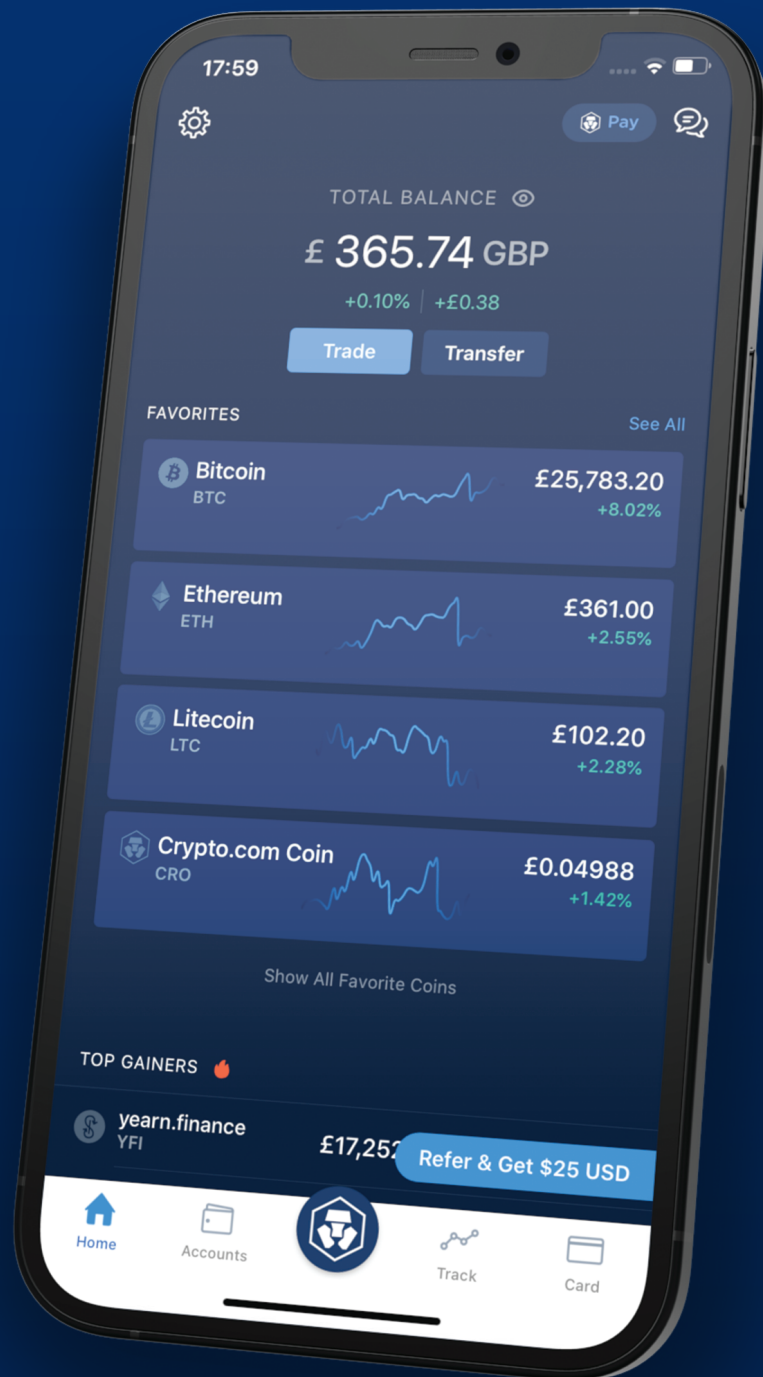 17:59
Pay
TOTAL BALANCE
£ 365.74 GBP
+0.10% +£0.38
Trade Transfer
FAVORITES See All
Bitcoin £25,783.20
BTC +8.02%
Ethereum £361.00
ETH +2.55%
Litecoin £102.20
LTC +2.28%
Crypto.com Coin £0.04988
CRO +1.42%
Show All Favorite Coins
TOP GAINERS
yearn.finance £17,252
YFI
Refer & Get $25 USD
Home Accounts Track Card